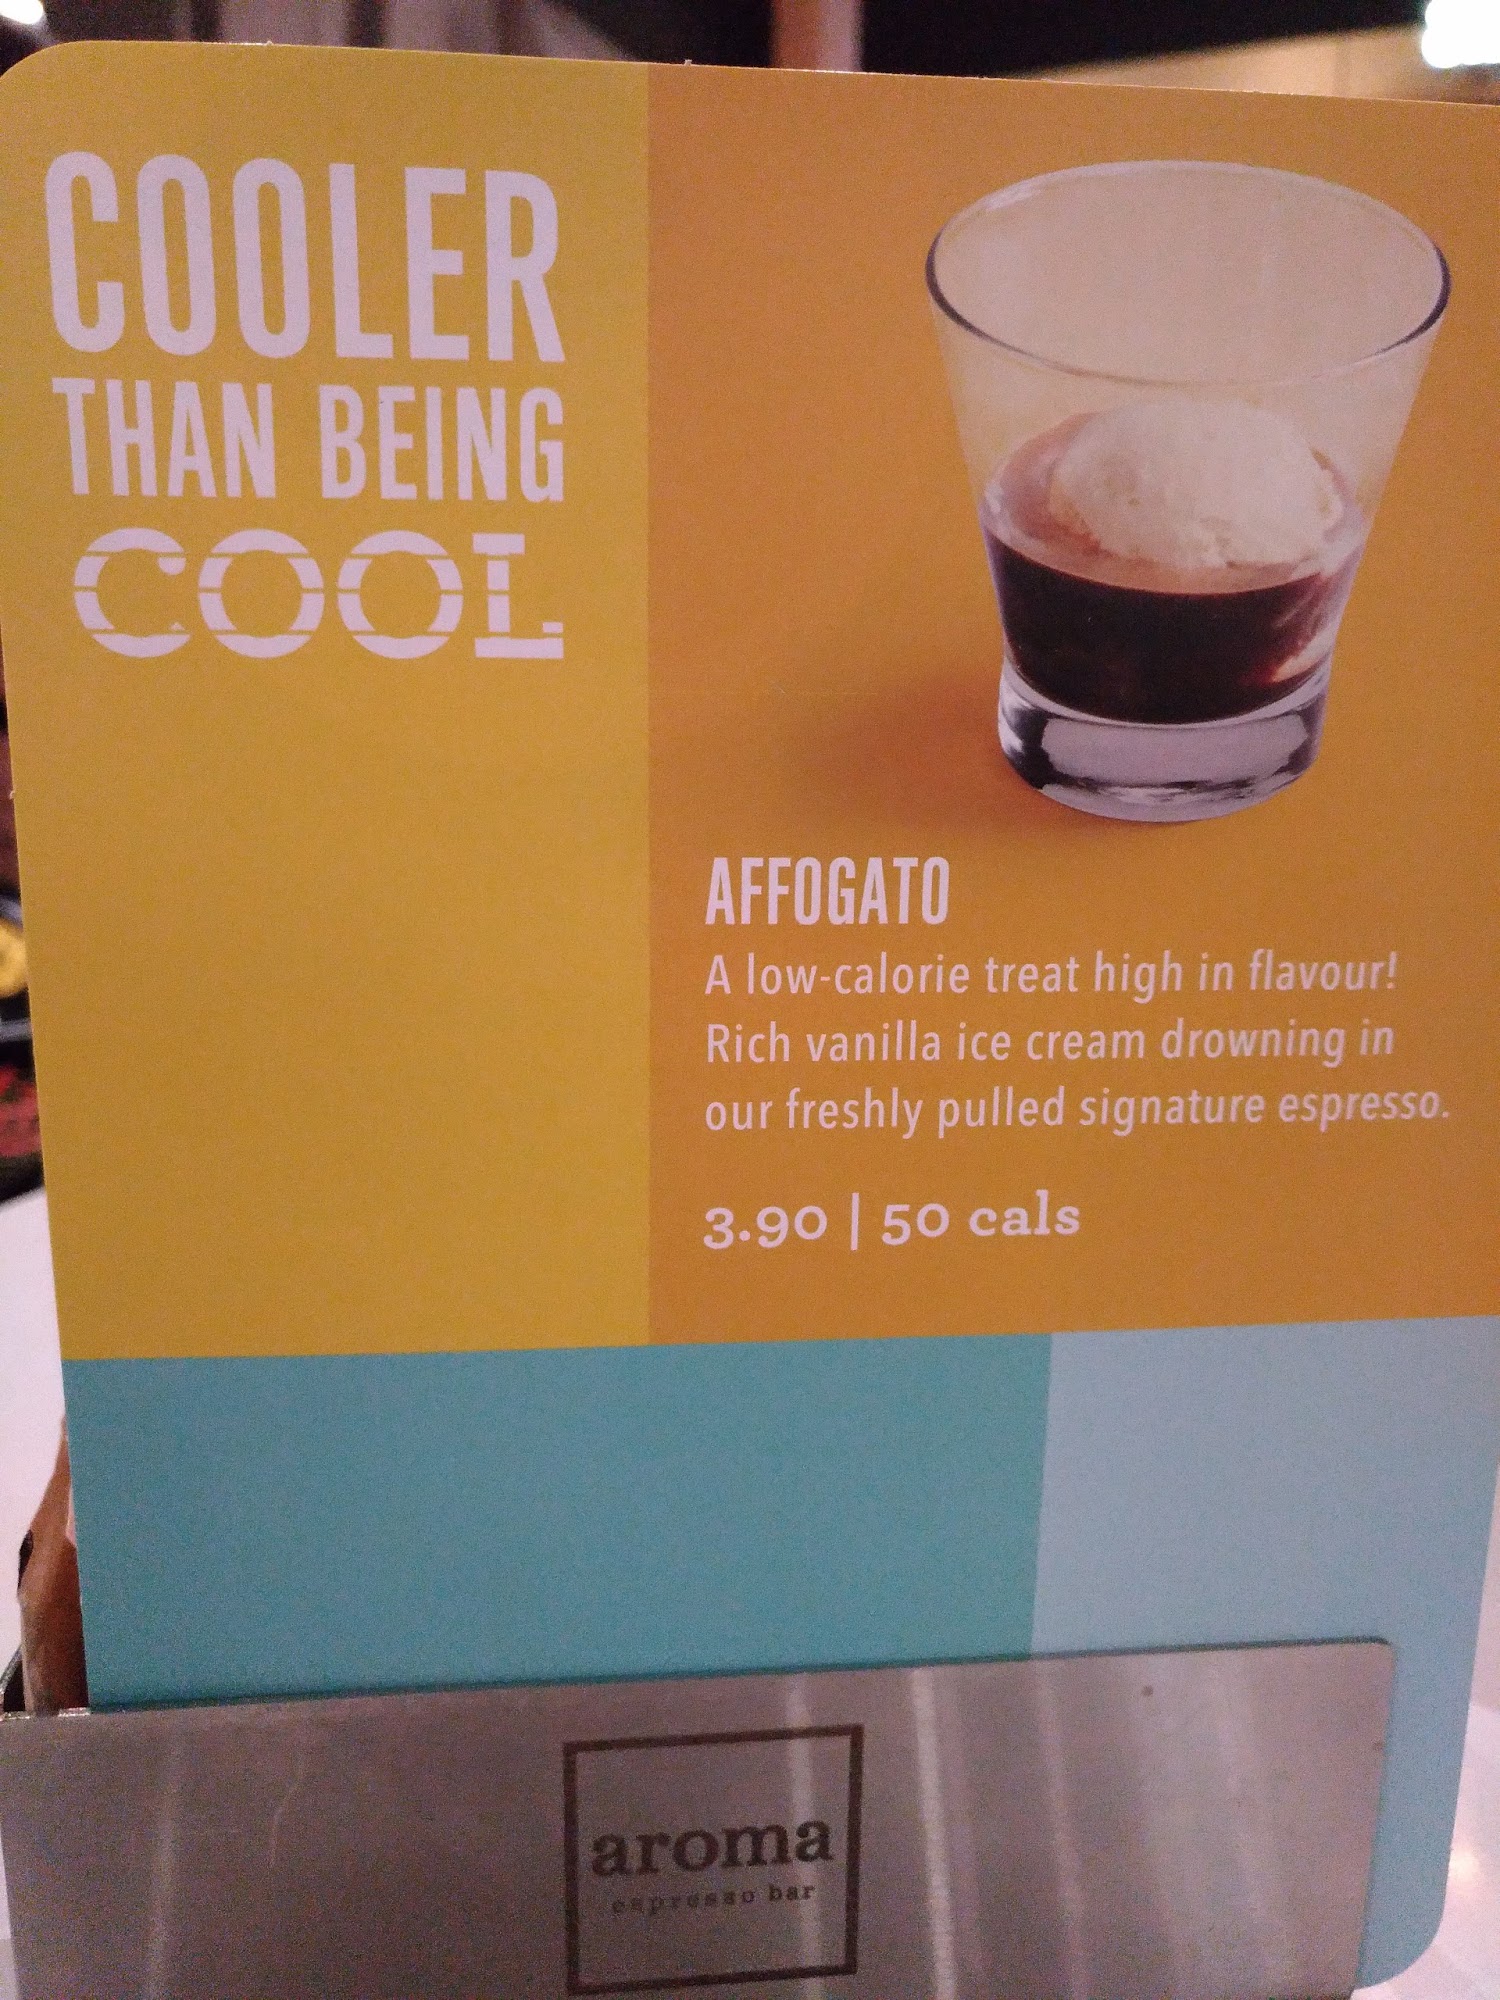 COOLER
THAN BEING
COOL
AFFOGATO
A low-calorie treat high in flavour!
Rich vanilla ice cream drowning in
our freshly pulled signature espresso.
3.90 | 50 cals
aroma
espresso bar